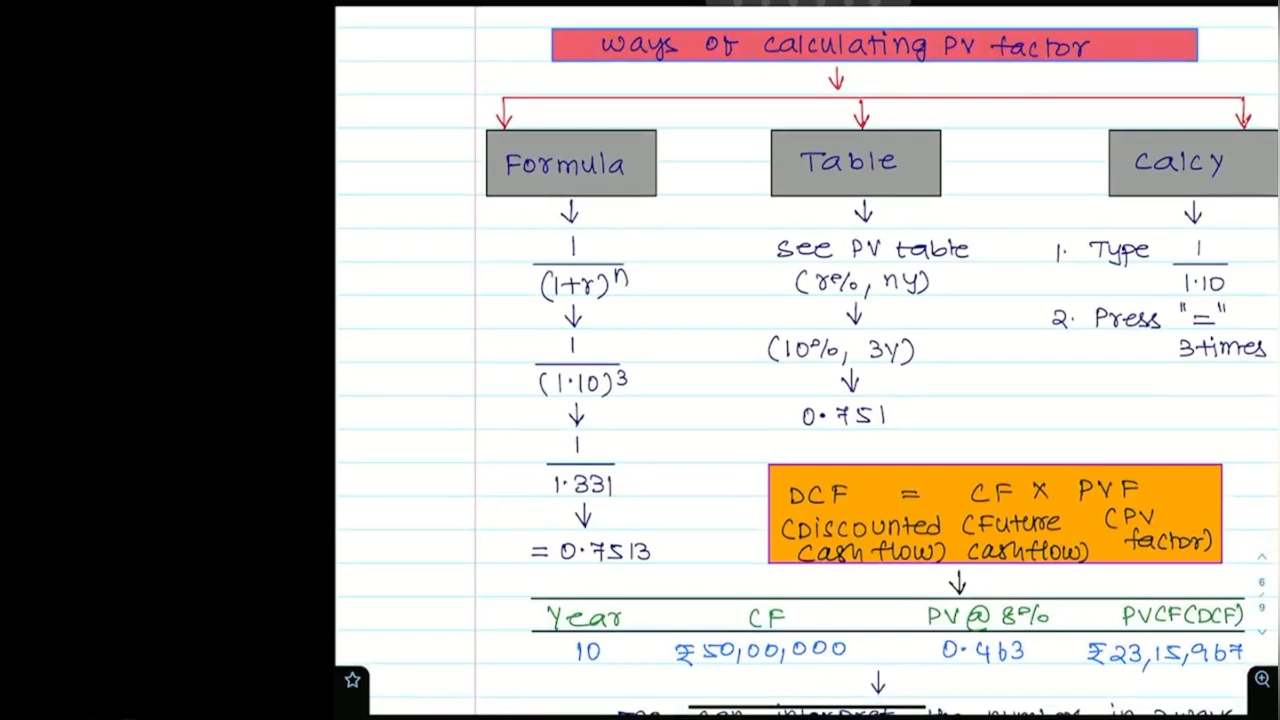 ways of calculating PV factor
Formula
Table
Calcy
1
(1+r)^n
1
(1.10)3
1
1.331
= 0.7513
see PV table
(r%, ny)
(10%, 3Y)
0.751
1. Type 1
1.10
2. Press "="
3 times
DCF = CF X PVF
(Discounted (Future (PV
cash flow) cashflow) factor)
Year CF PV@ 8% PVCF(DCF)
10 ₹50,00,000 0.463 ₹23,15,967
6
/
9